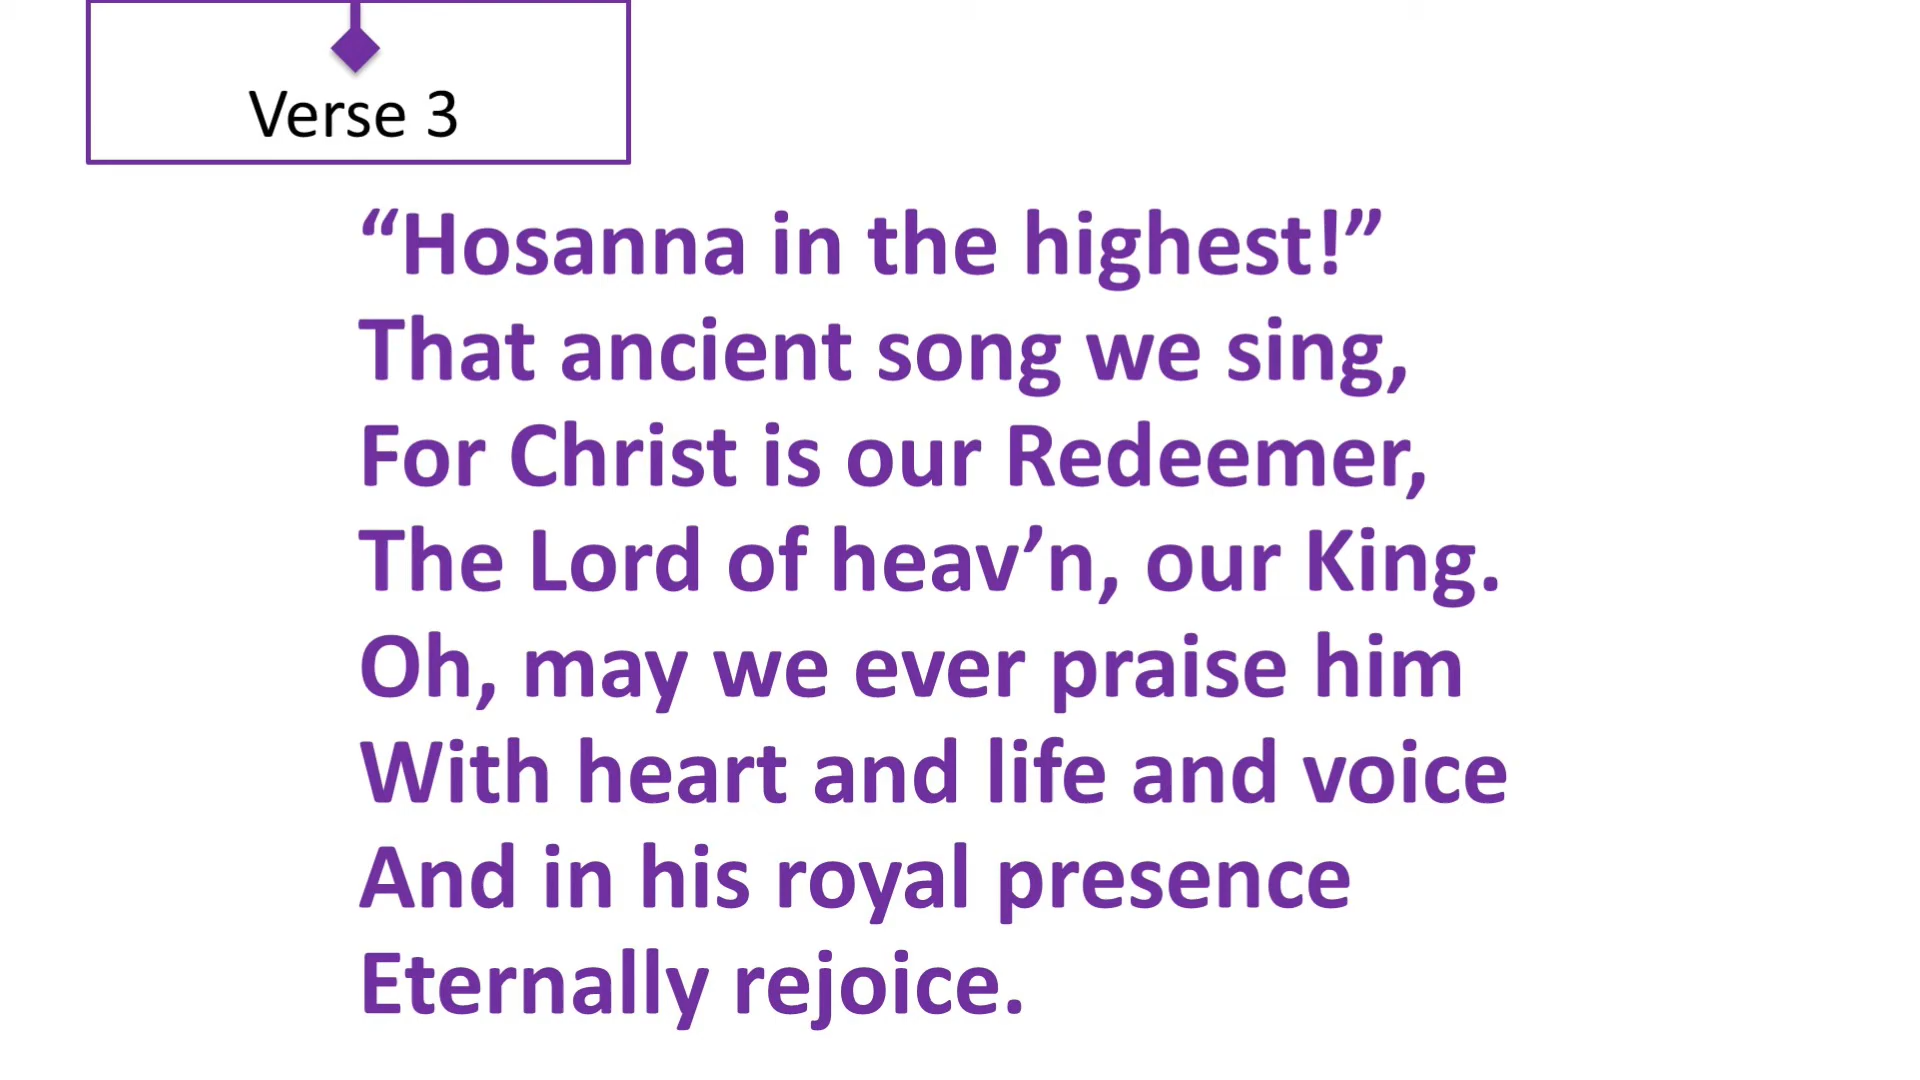 Verse 3
“Hosanna in the highest!”
That ancient song we sing,
For Christ is our Redeemer,
The Lord of heav’n, our King.
Oh, may we ever praise him
With heart and life and voice
And in his royal presence
Eternally rejoice.